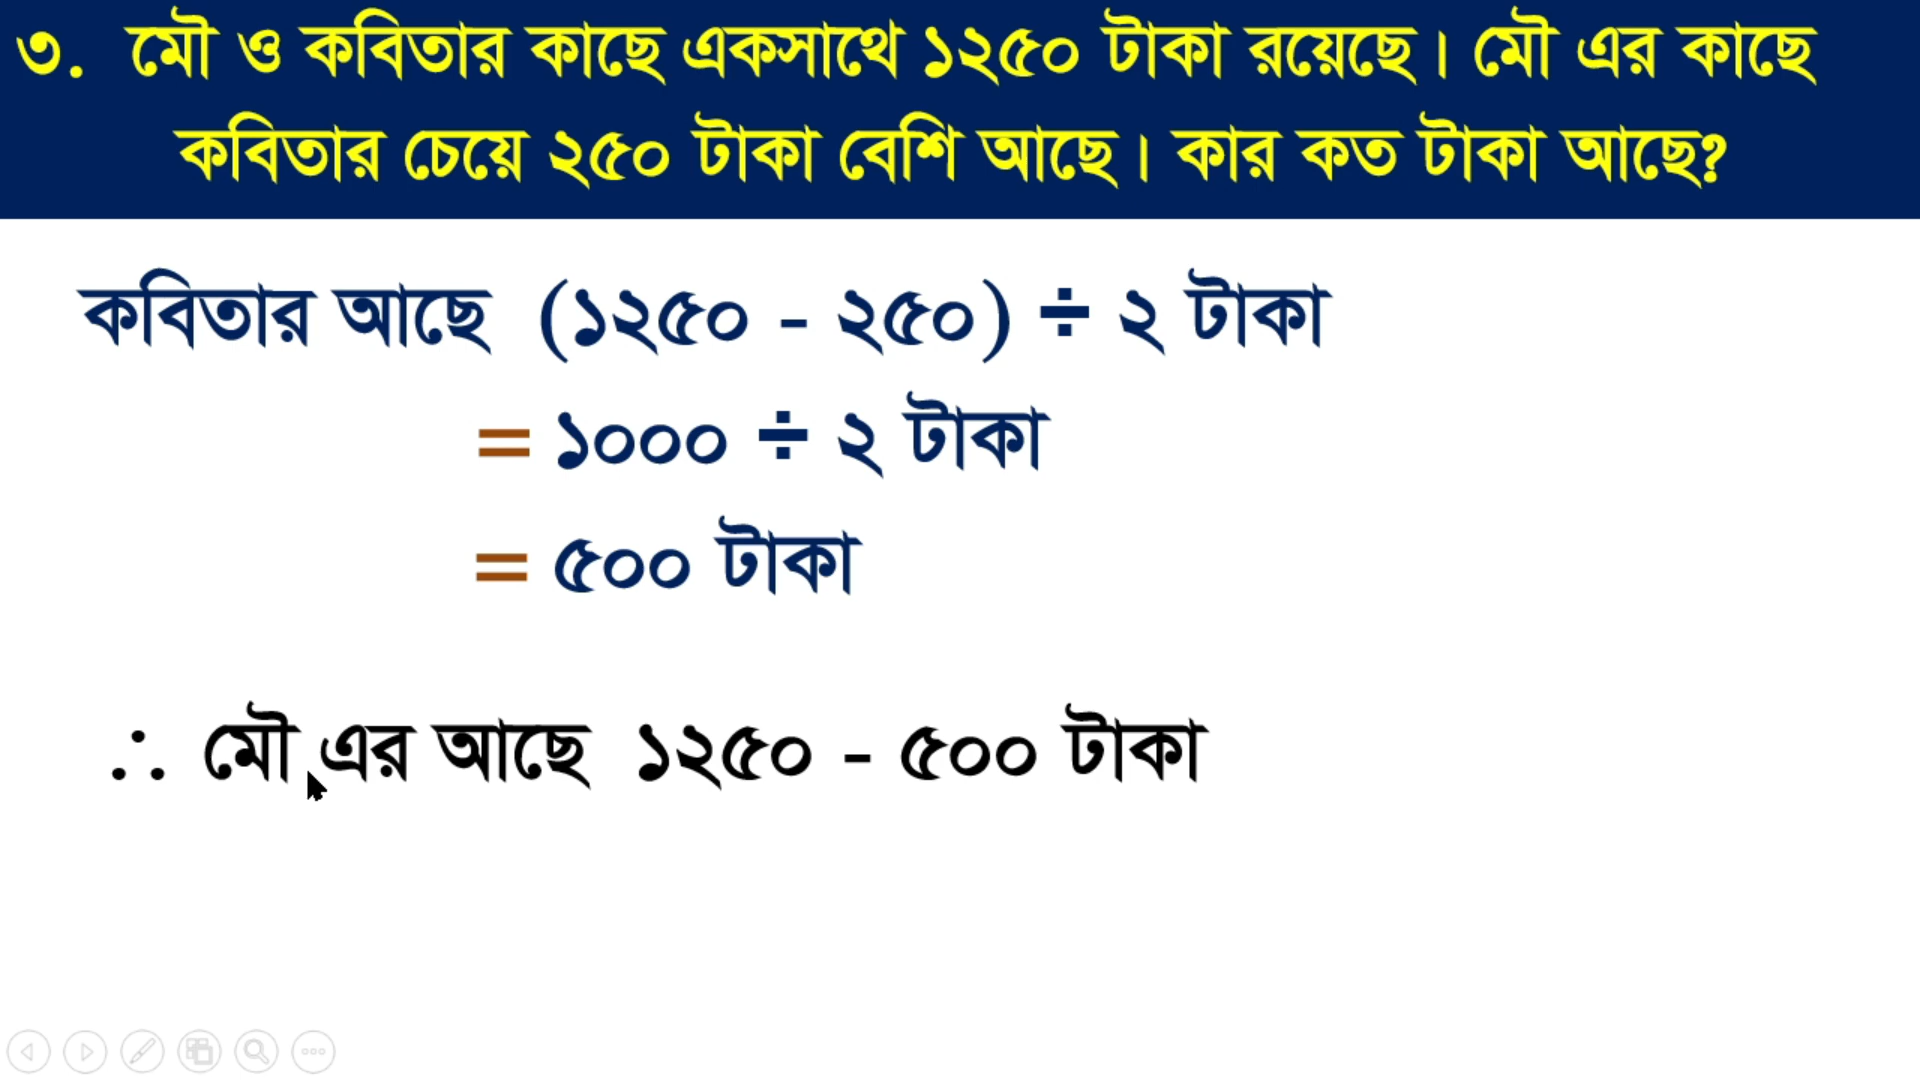 ৩. মৌ ও কবিতার কাছে একসাথে ১২৫০ টাকা রয়েছে। মৌ এর কাছে
কবিতার চেয়ে ২৫০ টাকা বেশি আছে। কার কত টাকা আছে?
কবিতার আছে (১২৫০ - ২৫০) ÷ ২ টাকা
= ১০০০ ÷ ২ টাকা
= ৫০০ টাকা
∴ মৌ এর আছে ১২৫০ - ৫০০ টাকা